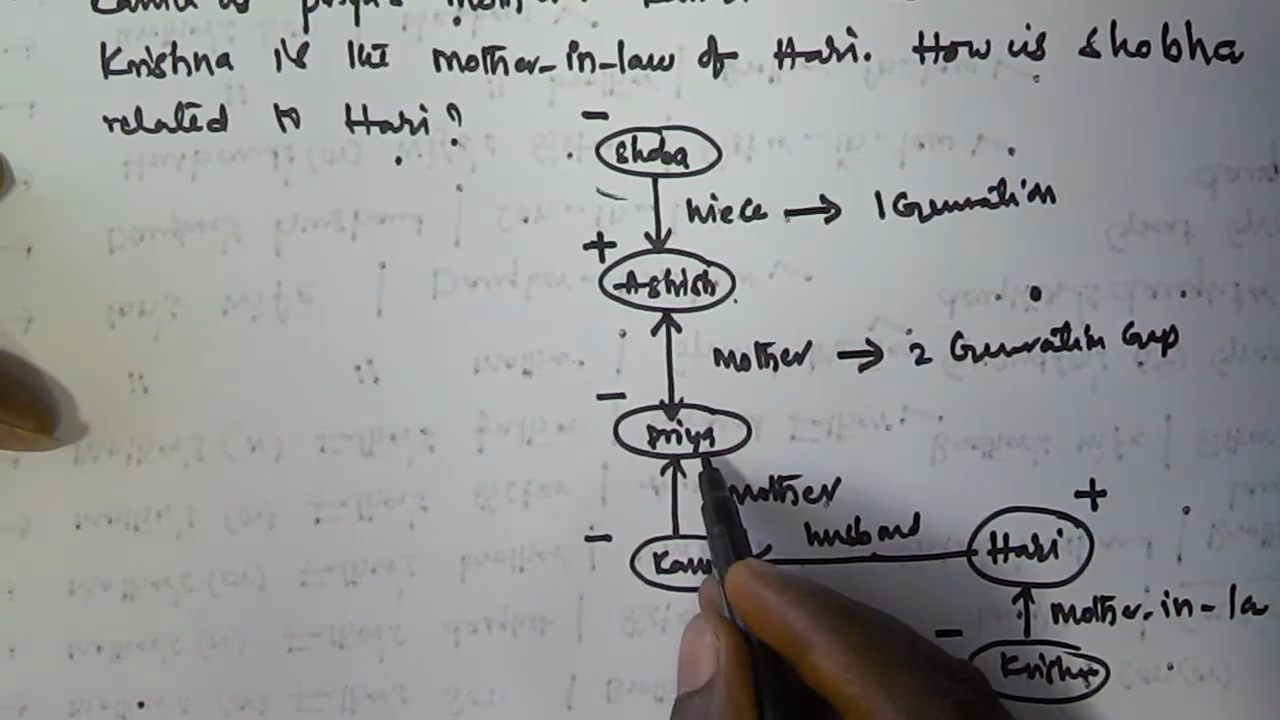 Krishna is the mother-in-law of Hari. How is Shobha
related to Hari?
-
Shoba
niece → 1 Generation
+
Ashish
mother → 2 Generation Gap
-
Priya
mother
husband
+
-
Hari
mother-in-la
-
Krishna